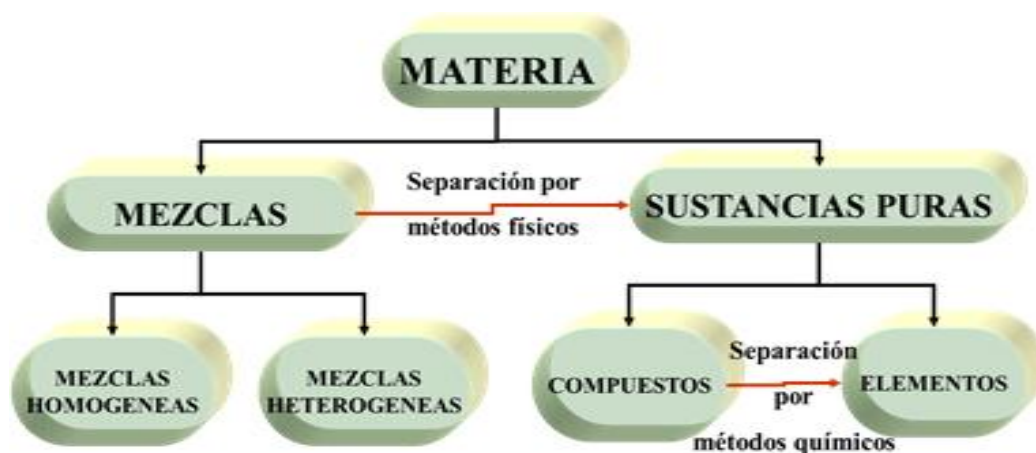 MATERIA
MEZCLAS
Separación por
métodos físicos
SUSTANCIAS PURAS
MEZCLAS
HOMOGENEAS
MEZCLAS
HETEROGENEAS
COMPUESTOS
Separación
por
métodos químicos
ELEMENTOS